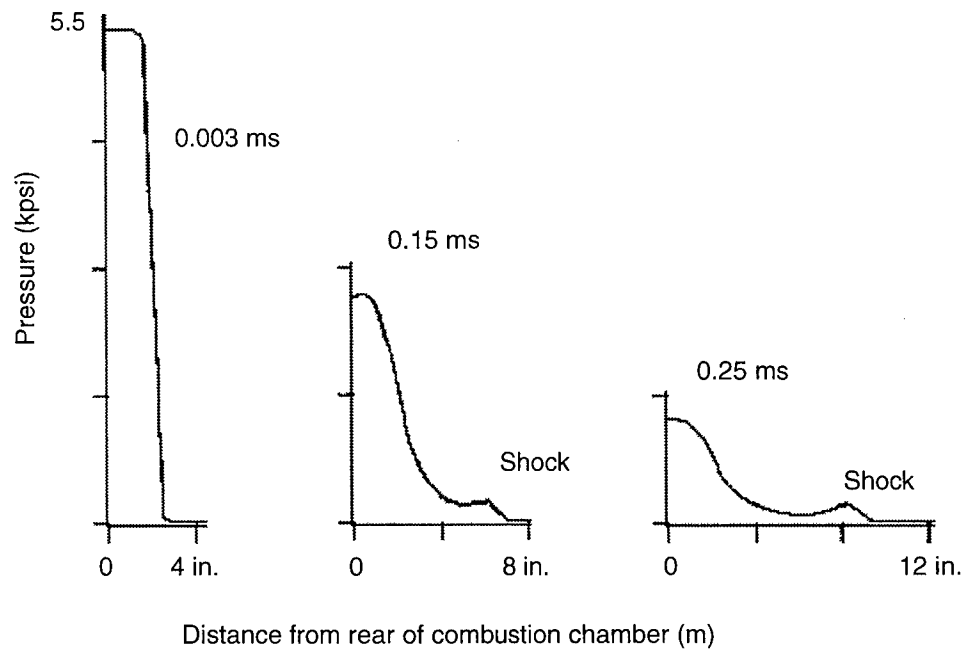 5.5
0.003 ms
Pressure (kpsi)
0.15 ms
0.25 ms
Shock
Shock
0 4 in.
0 8 in.
0 12 in.
Distance from rear of combustion chamber (m)